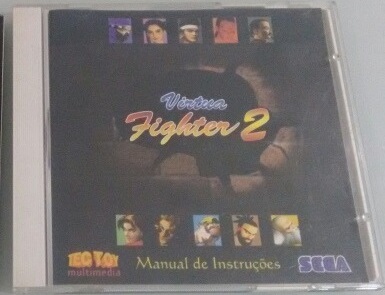 Virtua
Fighter 2
TEC TOY
multimedia
Manual de Instruções
SEGA